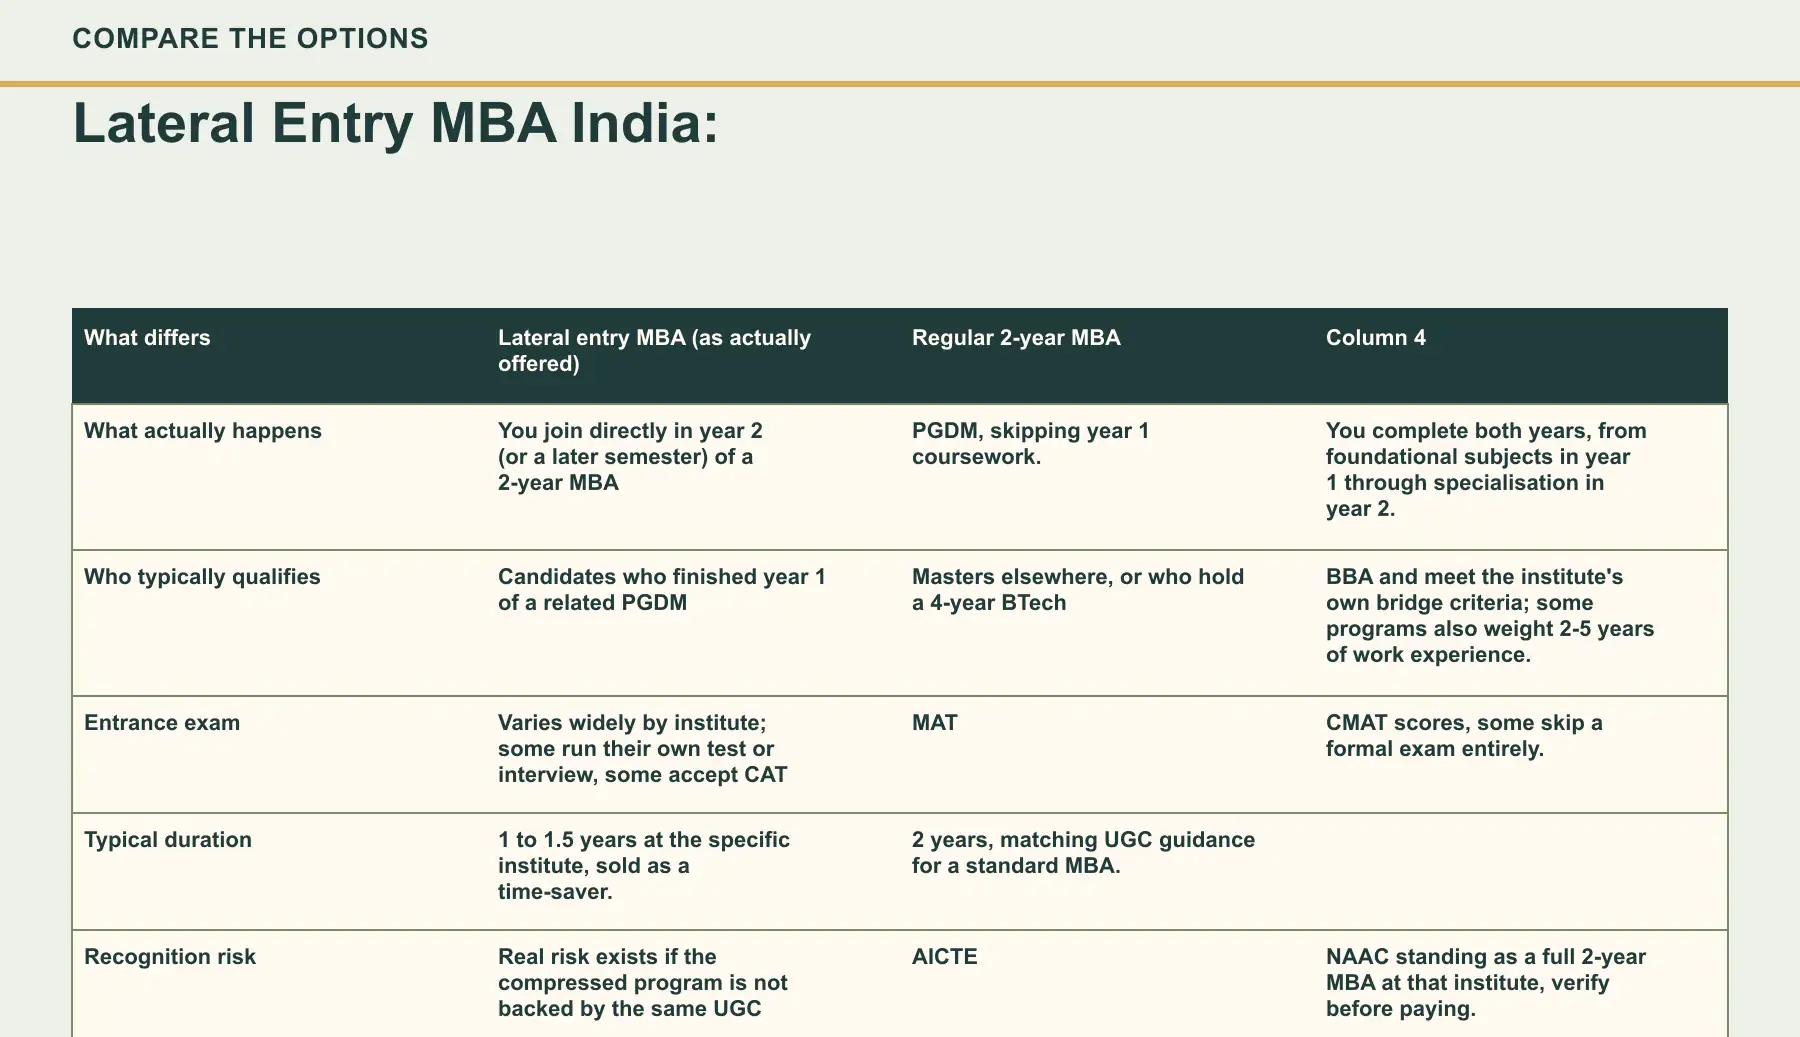 COMPARE THE OPTIONS
Lateral Entry MBA India:
What differs
Lateral entry MBA (as actually
offered)
Regular 2-year MBA
Column 4
What actually happens
You join directly in year 2
(or a later semester) of a
2-year MBA
PGDM, skipping year 1
coursework.
You complete both years, from
foundational subjects in year
1 through specialisation in
year 2.
Who typically qualifies
Candidates who finished year 1
of a related PGDM
Masters elsewhere, or who hold
a 4-year BTech
BBA and meet the institute's
own bridge criteria; some
programs also weight 2-5 years
of work experience.
Entrance exam
Varies widely by institute;
some run their own test or
interview, some accept CAT
MAT
CMAT scores, some skip a
formal exam entirely.
Typical duration
1 to 1.5 years at the specific
institute, sold as a
time-saver.
2 years, matching UGC guidance
for a standard MBA.
Recognition risk
Real risk exists if the
compressed program is not
backed by the same UGC
AICTE
NAAC standing as a full 2-year
MBA at that institute, verify
before paying.